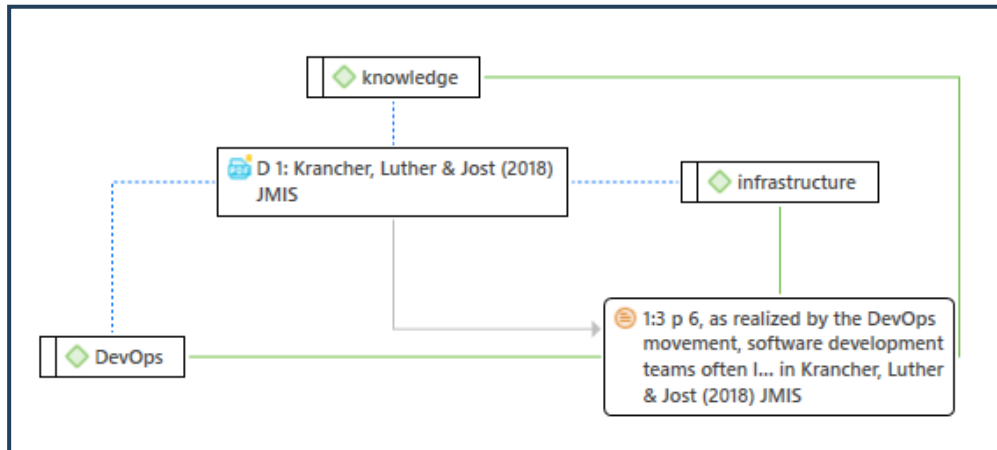 knowledge
D 1: Krancher, Luther & Jost (2018)
JMIS
infrastructure
1:3 p 6, as realized by the DevOps
movement, software development
teams often l... in Krancher, Luther
& Jost (2018) JMIS
DevOps